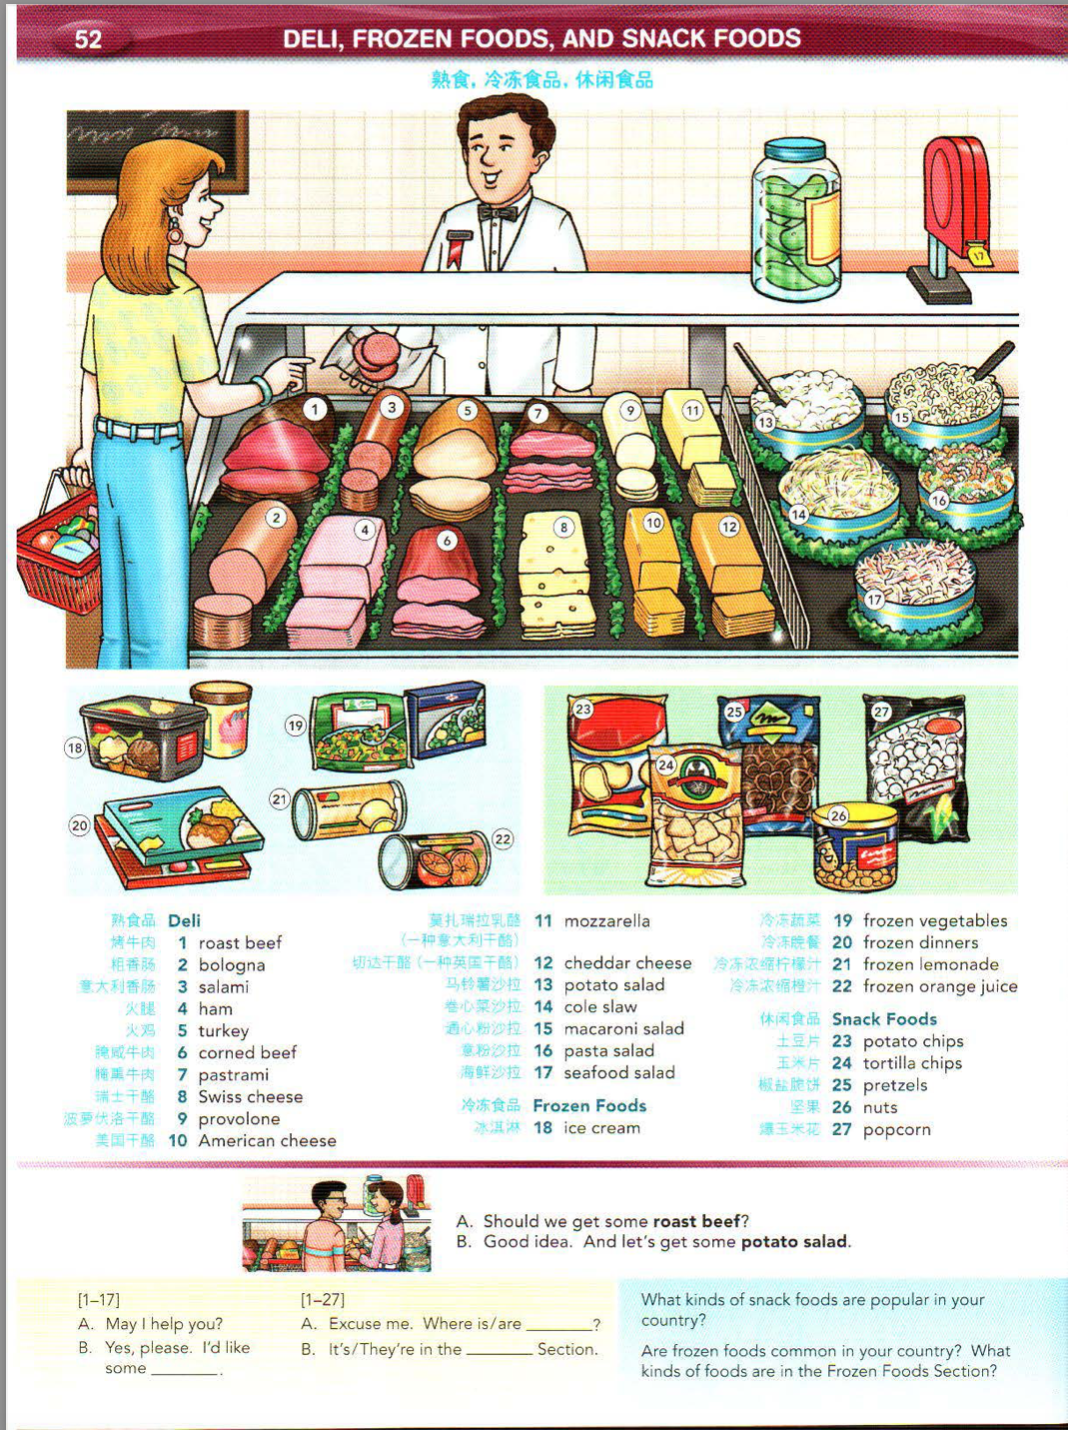 52
DELI, FROZEN FOODS, AND SNACK FOODS
熟食, 冷冻食品, 休闲食品
17
1
3
5
7
9
11
13
15
2
4
6
8
10
12
14
16
17
18
19
20
21
22
23
24
25
26
27
熟食品 Deli
烤牛肉 1 roast beef
粗香肠 2 bologna
意大利香肠 3 salami
火腿 4 ham
火鸡 5 turkey
腌咸牛肉 6 corned beef
腌熏牛肉 7 pastrami
瑞士干酪 8 Swiss cheese
波萝伏洛干酪 9 provolone
美国干酪 10 American cheese
莫扎瑞拉乳酪 11 mozzarella
(一种意大利干酪)
切达干酪 (一种英国干酪) 12 cheddar cheese
马铃薯沙拉 13 potato salad
卷心菜沙拉 14 cole slaw
通心粉沙拉 15 macaroni salad
意粉沙拉 16 pasta salad
海鲜沙拉 17 seafood salad
冷冻食品 Frozen Foods
冰淇淋 18 ice cream
冷冻蔬菜 19 frozen vegetables
冷冻晚餐 20 frozen dinners
冷冻浓缩柠檬汁 21 frozen lemonade
冷冻浓缩橙汁 22 frozen orange juice
休闲食品 Snack Foods
土豆片 23 potato chips
玉米片 24 tortilla chips
椒盐脆饼 25 pretzels
坚果 26 nuts
爆玉米花 27 popcorn
A. Should we get some roast beef?
B. Good idea. And let's get some potato salad.
[1–17]
A. May I help you?
B. Yes, please. I'd like
some ________.
[1–27]
A. Excuse me. Where is/are ________?
B. It's/They're in the ________ Section.
What kinds of snack foods are popular in your
country?
Are frozen foods common in your country? What
kinds of foods are in the Frozen Foods Section?